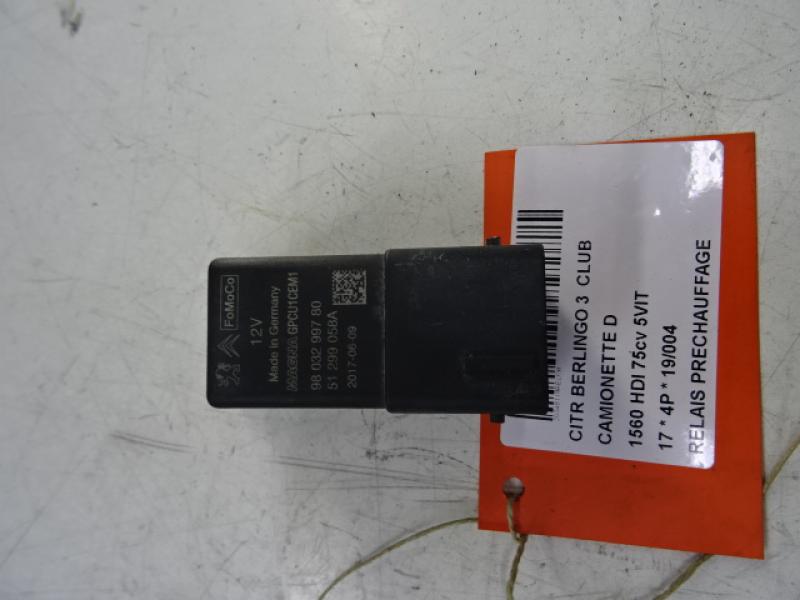 FoMoCo
12V
Made in Germany
MAGNA GPCU1CEM1
98 032 997 80
51 299 058A
2017-06-09
CITR BERLINGO 3 CLUB
CAMIONETTE D
1560 HDI 75cv 5VIT
17 * 4P * 19/004
RELAIS PRECHAUFFAGE